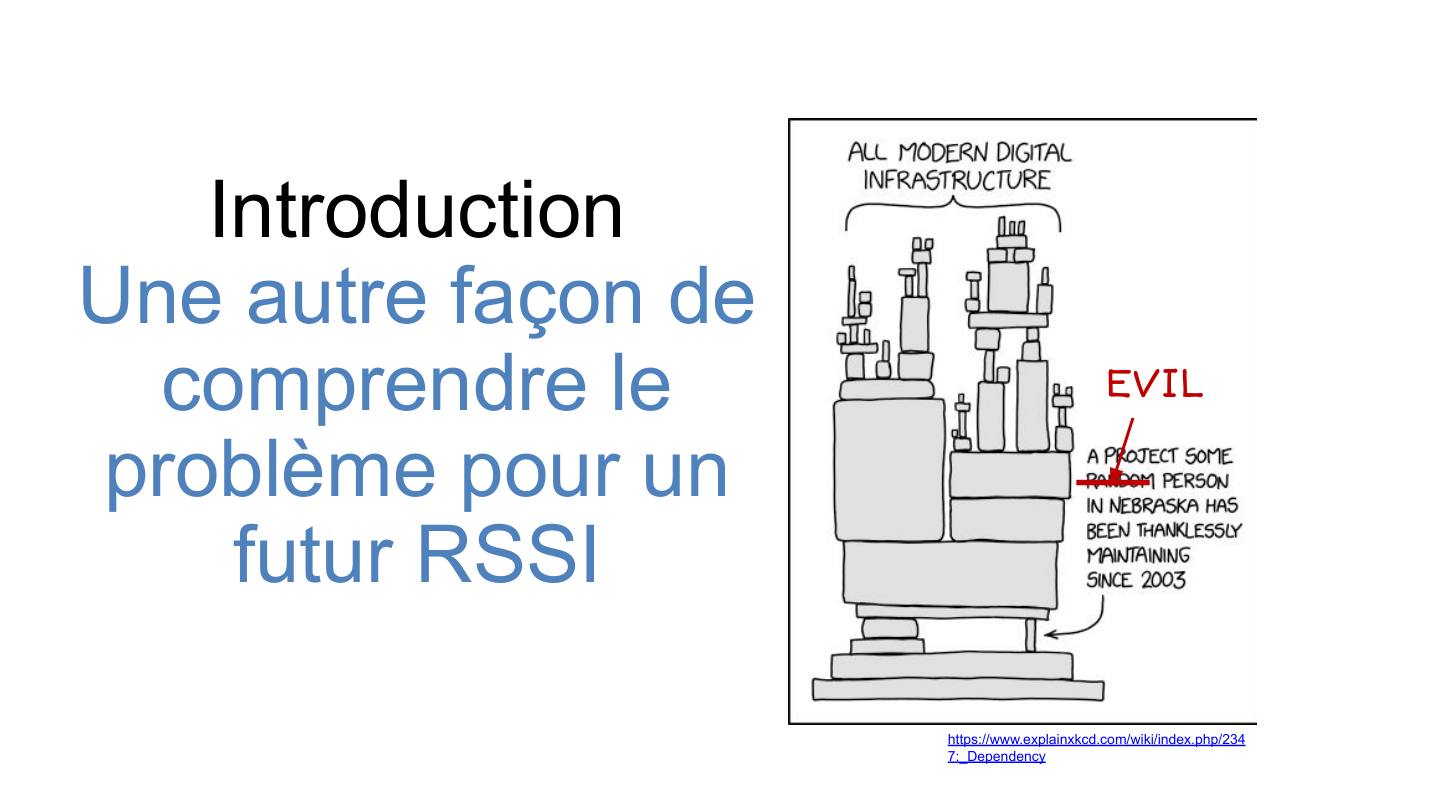 Introduction
Une autre façon de
comprendre le
problème pour un
futur RSSI
ALL MODERN DIGITAL
INFRASTRUCTURE
EVIL
A PROJECT SOME
RANDOM PERSON
IN NEBRASKA HAS
BEEN THANKLESSLY
MAINTAINING
SINCE 2003
https://www.explainxkcd.com/wiki/index.php/234
7:_Dependency